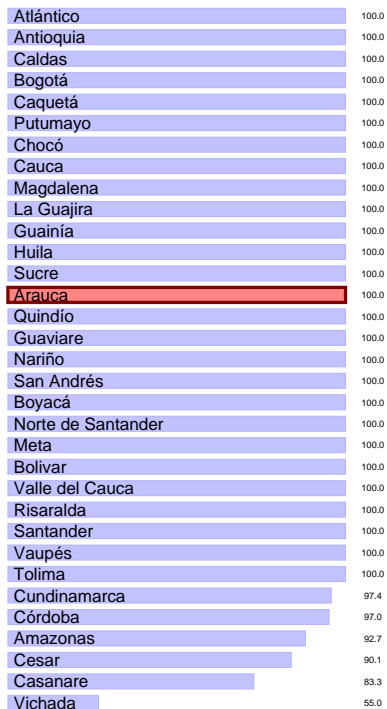 Atlántico 100.0
Antioquia 100.0
Caldas 100.0
Bogotá 100.0
Caquetá 100.0
Putumayo 100.0
Chocó 100.0
Cauca 100.0
Magdalena 100.0
La Guajira 100.0
Guainía 100.0
Huila 100.0
Sucre 100.0
Arauca 100.0
Quindío 100.0
Guaviare 100.0
Nariño 100.0
San Andrés 100.0
Boyacá 100.0
Norte de Santander 100.0
Meta 100.0
Bolivar 100.0
Valle del Cauca 100.0
Risaralda 100.0
Santander 100.0
Vaupés 100.0
Tolima 100.0
Cundinamarca 97.4
Córdoba 97.0
Amazonas 92.7
Cesar 90.1
Casanare 83.3
Vichada 55.0